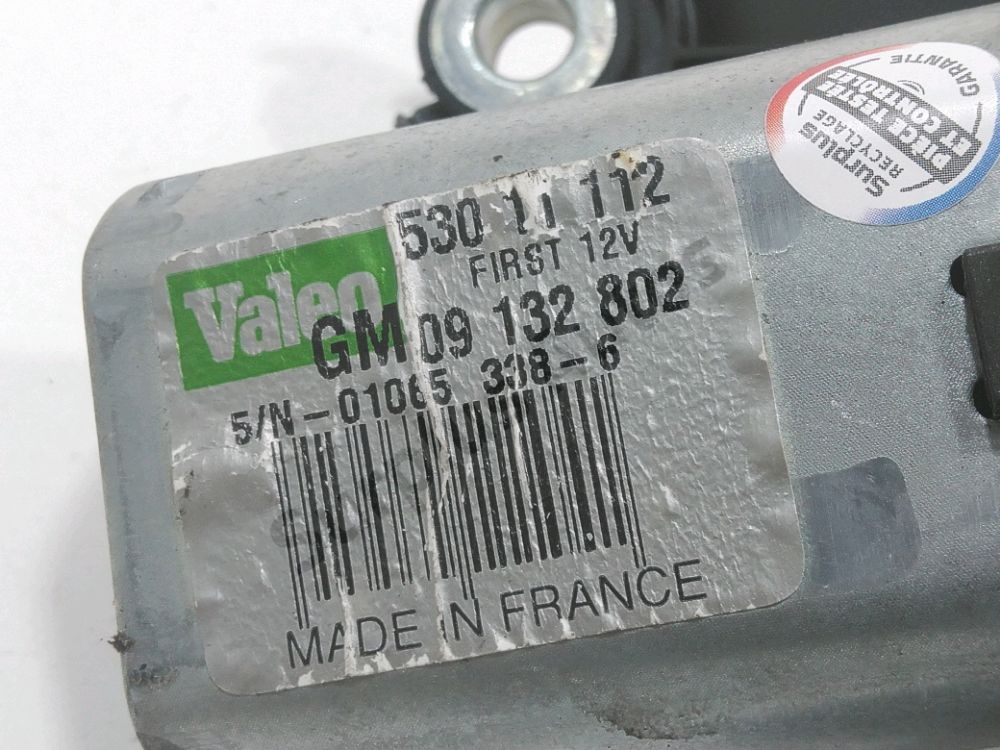 Valeo
530 11 112
FIRST 12V
GM 09 132 802
S/N-01065 338-6
MADE IN FRANCE
5
Surplus
RECYCLAGE
PIECE TESTEE
ET CONTROLEE
GARANTIE